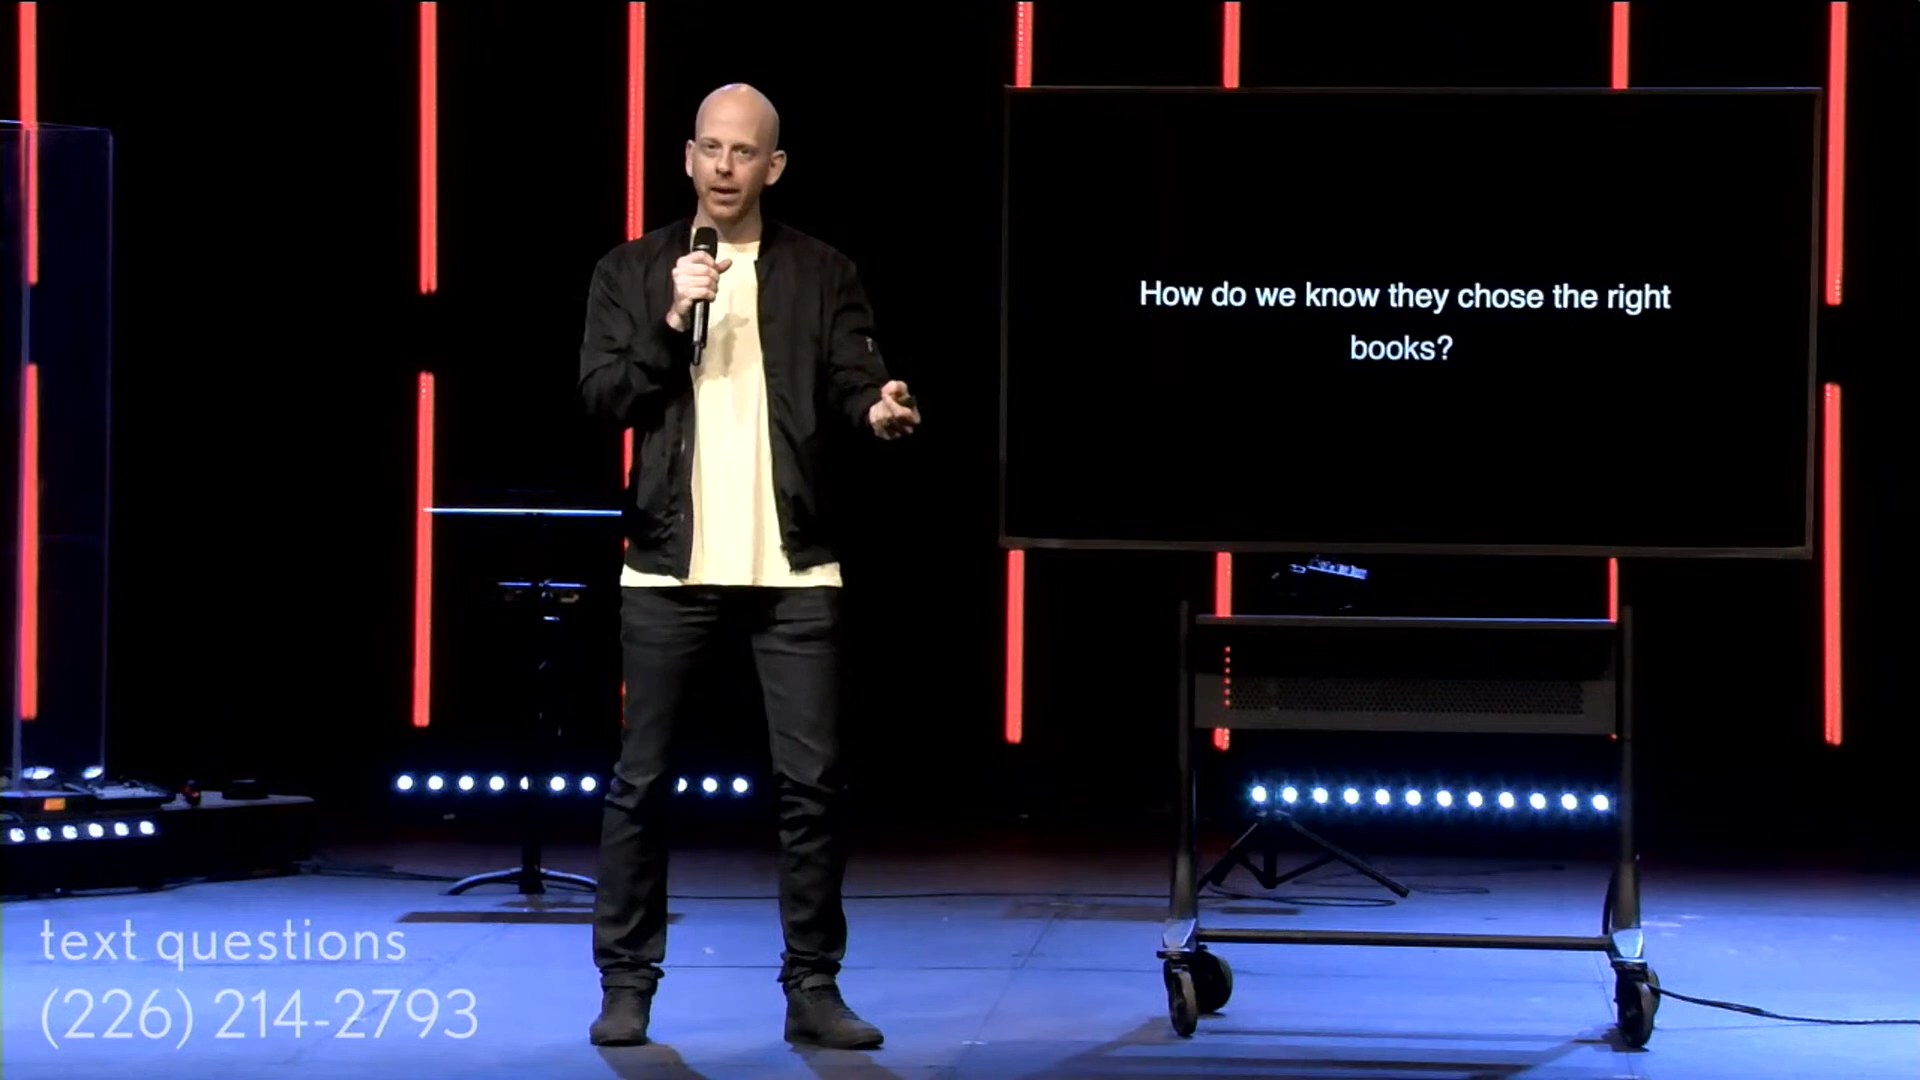 How do we know they chose the right
books?
text questions
(226) 214-2793